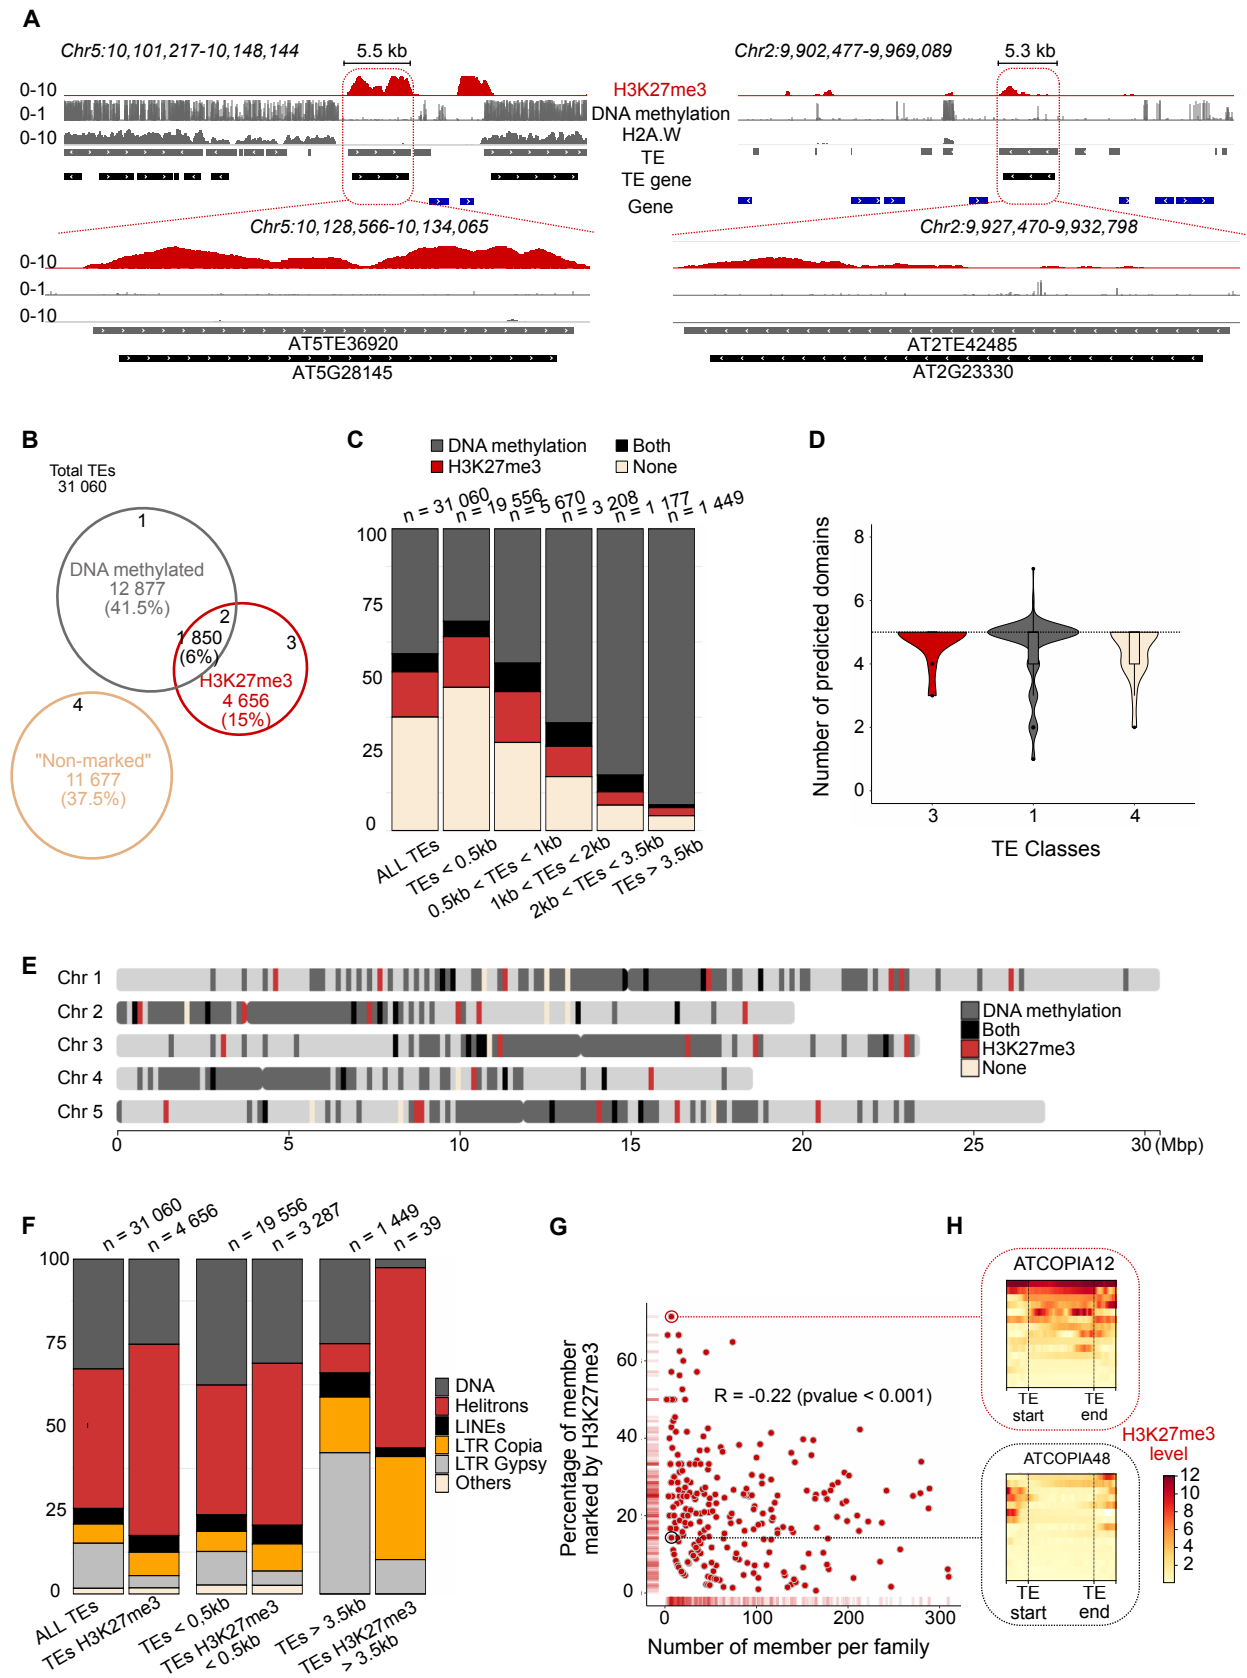 A
Chr5:10,101,217-10,148,144
5.5 kb
Chr2:9,902,477-9,969,089
5.3 kb
0-10
H3K27me3
0-1
DNA methylation
0-10
H2A.W
TE
TE gene
Gene
Chr5:10,128,566-10,134,065
Chr2:9,927,470-9,932,798
0-10
0-1
0-10
AT5TE36920
AT5G28145
AT2TE42485
AT2G23330
B
Total TEs
31 060
1
DNA methylated
12 877
(41.5%)
2
1 850
(6%)
3
H3K27me3
4 656
(15%)
4
"Non-marked"
11 677
(37.5%)
C
DNA methylation
Both
H3K27me3
None
n = 31 060
n = 19 556
n = 5 670
n = 3 208
n = 1 177
n = 1 449
100
75
50
25
0
ALL TEs
TEs < 0.5kb
0.5kb < TEs < 1kb
1kb < TEs < 2kb
2kb < TEs < 3.5kb
TEs > 3.5kb
D
Number of predicted domains
8
6
4
2
0
3
1
4
TE Classes
E
Chr 1
Chr 2
Chr 3
Chr 4
Chr 5
DNA methylation
Both
H3K27me3
None
0
5
10
15
20
25
30 (Mbp)
F
n = 31 060
n = 4 656
n = 19 556
n = 3 287
n = 1 449
n = 39
100
75
50
25
0
DNA
Helitrons
LINEs
LTR Copia
LTR Gypsy
Others
ALL TEs
TEs H3K27me3
TEs < 0,5kb
TEs H3K27me3
< 0.5kb
TEs > 3.5kb
TEs H3K27me3
> 3.5kb
G
Percentage of member
marked by H3K27me3
60
40
20
0
R = -0.22 (pvalue < 0.001)
0
100
200
300
Number of member per family
H
ATCOPIA12
TE
start
TE
end
ATCOPIA48
TE
start
TE
end
H3K27me3
level
12
10
8
6
4
2